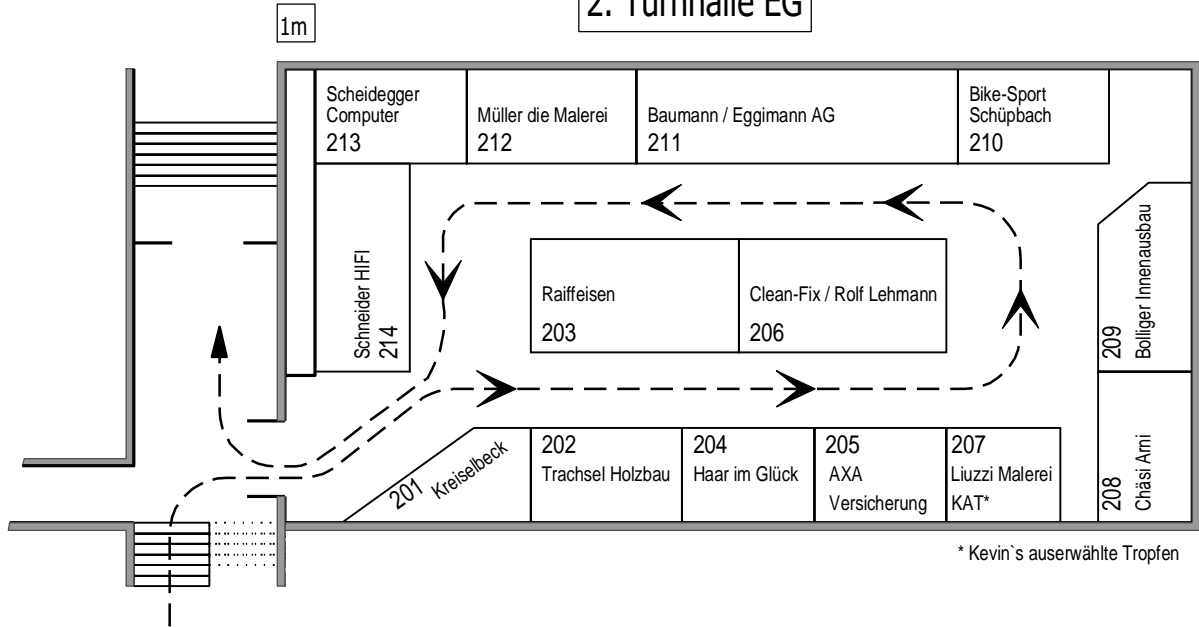 2. Turnhalle EG
1m
Scheidegger
Computer
213
Müller die Malerei
212
Baumann / Eggimann AG
211
Bike-Sport
Schüpbach
210
Schneider HIFI
214
Raiffeisen
203
Clean-Fix / Rolf Lehmann
206
209
Bolliger Innenausbau
201 Kreiselbeck
202
Trachsel Holzbau
204
Haar im Glück
205
AXA
Versicherung
207
Liuzzi Malerei
KAT*
208
Chäsi Arni
* Kevin`s auserwählte Tropfen